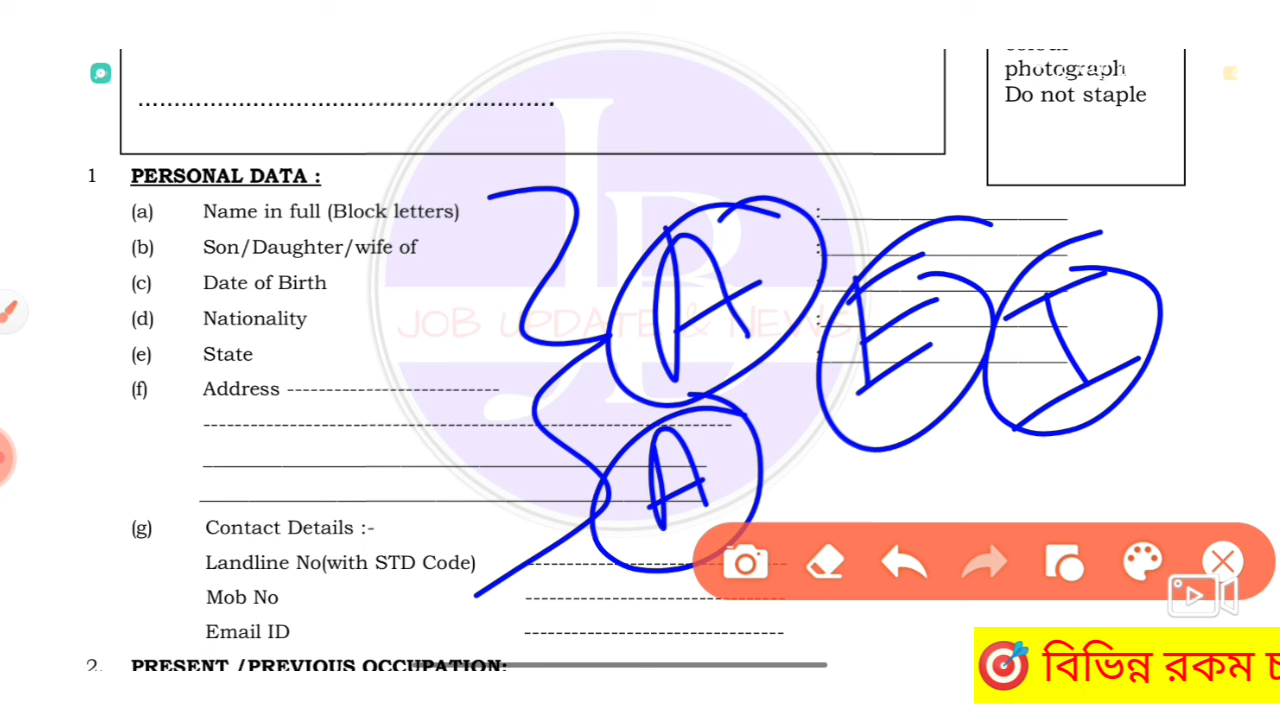 photograph
Do not staple
..........................................................
1 PERSONAL DATA :
(a) Name in full (Block letters) :
(b) Son/Daughter/wife of :
(c) Date of Birth :
(d) Nationality :
(e) State :
(f) Address ---------------------------
(g) Contact Details :-
Landline No(with STD Code)
Mob No ---------------------------------
Email ID ---------------------------------
2. PRESENT /PREVIOUS OCCUPATION:
JOB UPDATE & NEWS
A E I
A
🎯 বিভিন্ন রকম